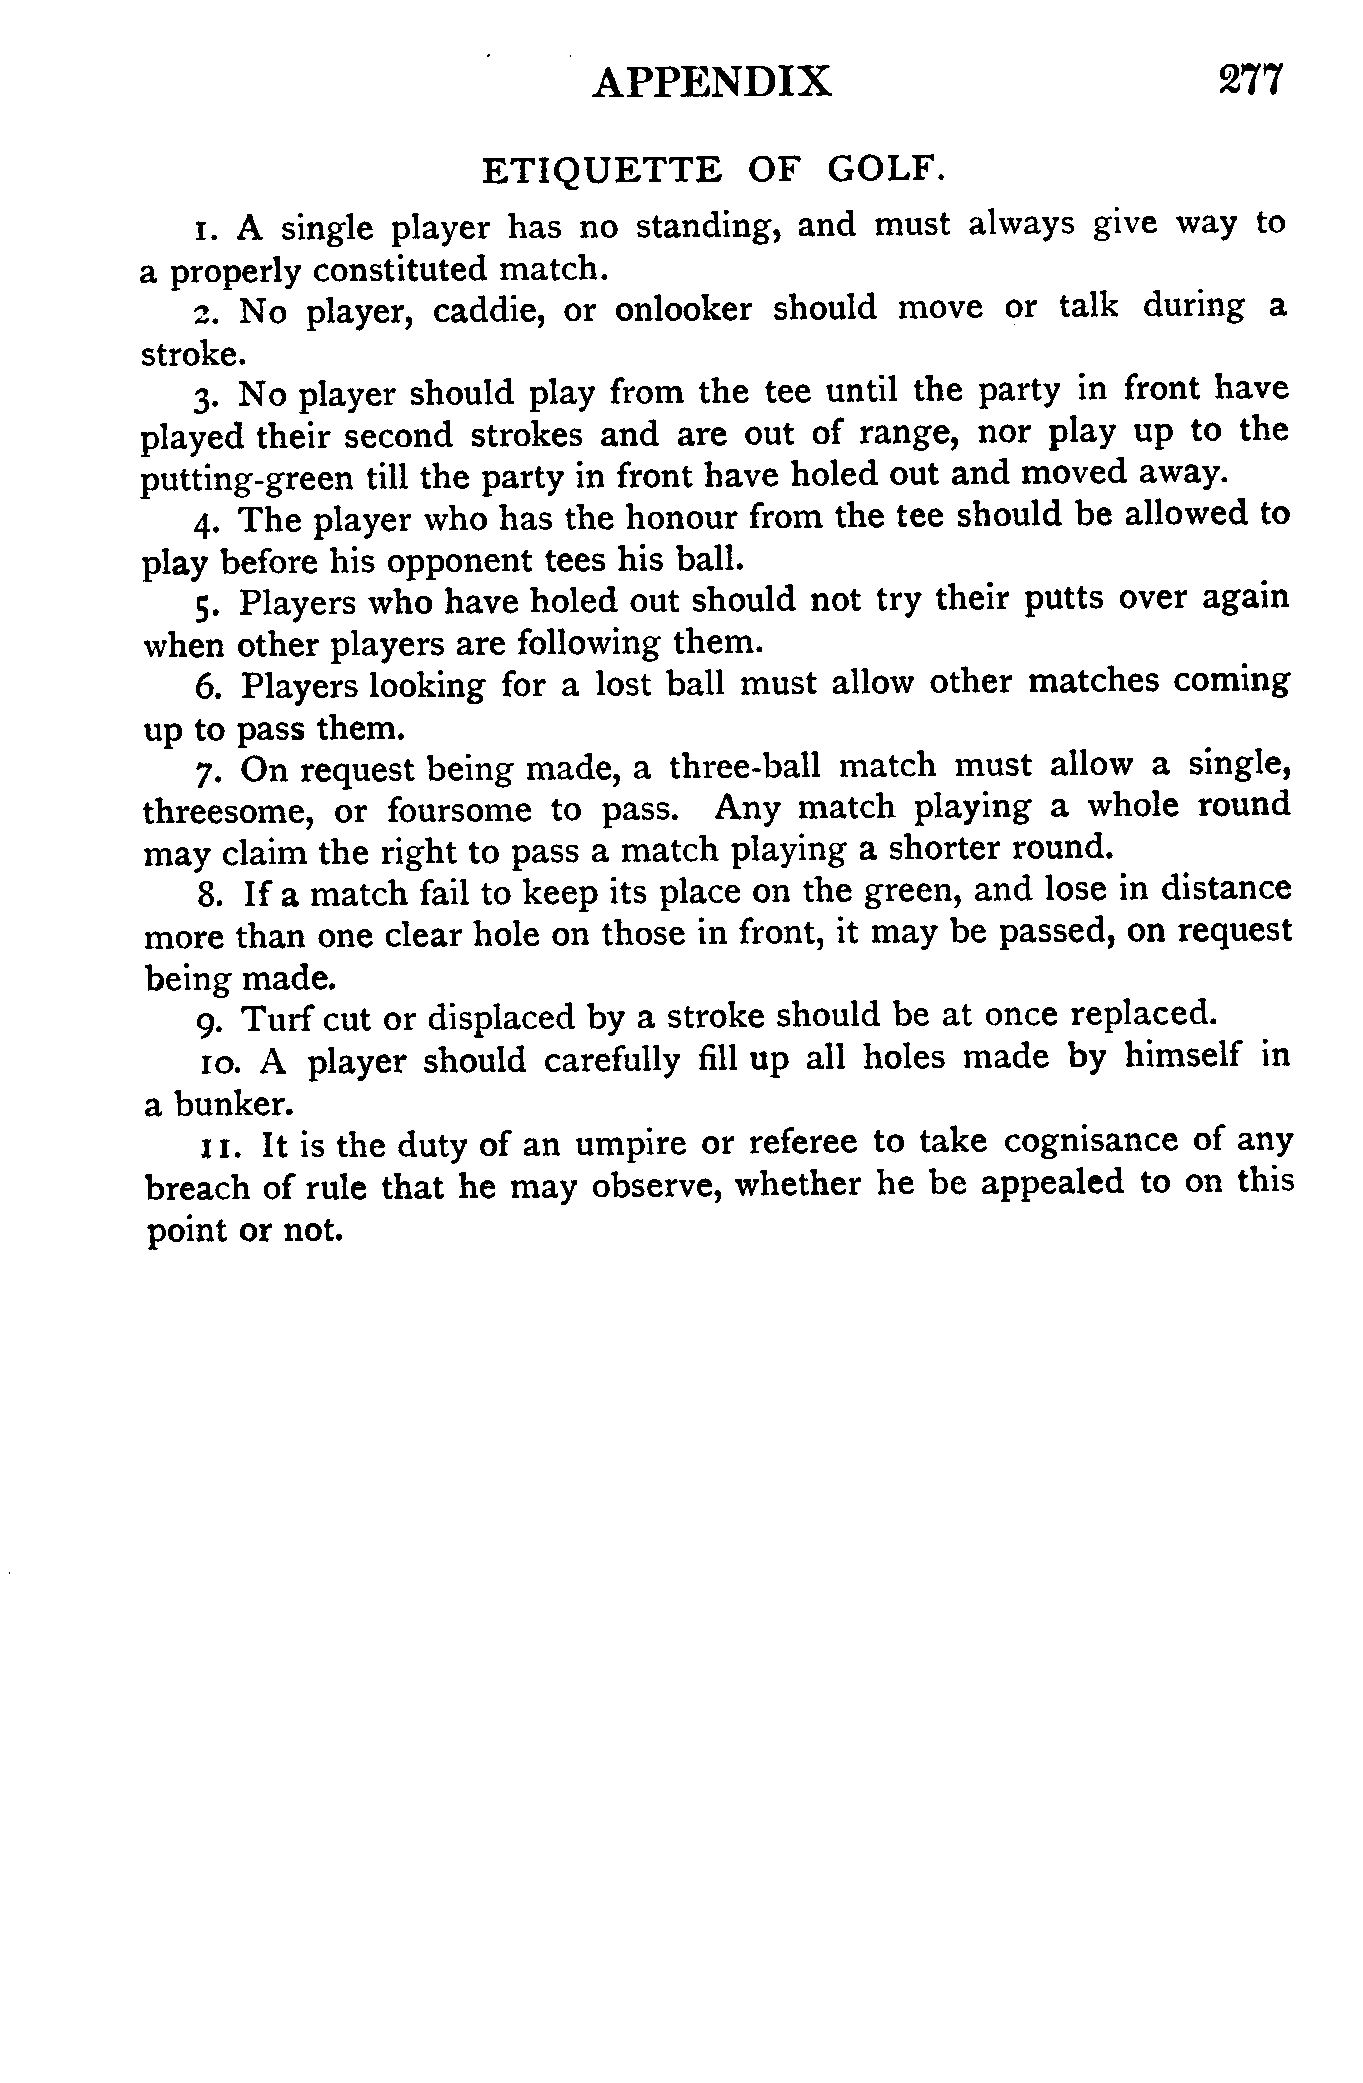 APPENDIX 277
ETIQUETTE OF GOLF.
1. A single player has no standing, and must always give way to
a properly constituted match.
2. No player, caddie, or onlooker should move or talk during a
stroke.
3. No player should play from the tee until the party in front have
played their second strokes and are out of range, nor play up to the
putting-green till the party in front have holed out and moved away.
4. The player who has the honour from the tee should be allowed to
play before his opponent tees his ball.
5. Players who have holed out should not try their putts over again
when other players are following them.
6. Players looking for a lost ball must allow other matches coming
up to pass them.
7. On request being made, a three-ball match must allow a single,
threesome, or foursome to pass. Any match playing a whole round
may claim the right to pass a match playing a shorter round.
8. If a match fail to keep its place on the green, and lose in distance
more than one clear hole on those in front, it may be passed, on request
being made.
9. Turf cut or displaced by a stroke should be at once replaced.
10. A player should carefully fill up all holes made by himself in
a bunker.
11. It is the duty of an umpire or referee to take cognisance of any
breach of rule that he may observe, whether he be appealed to on this
point or not.